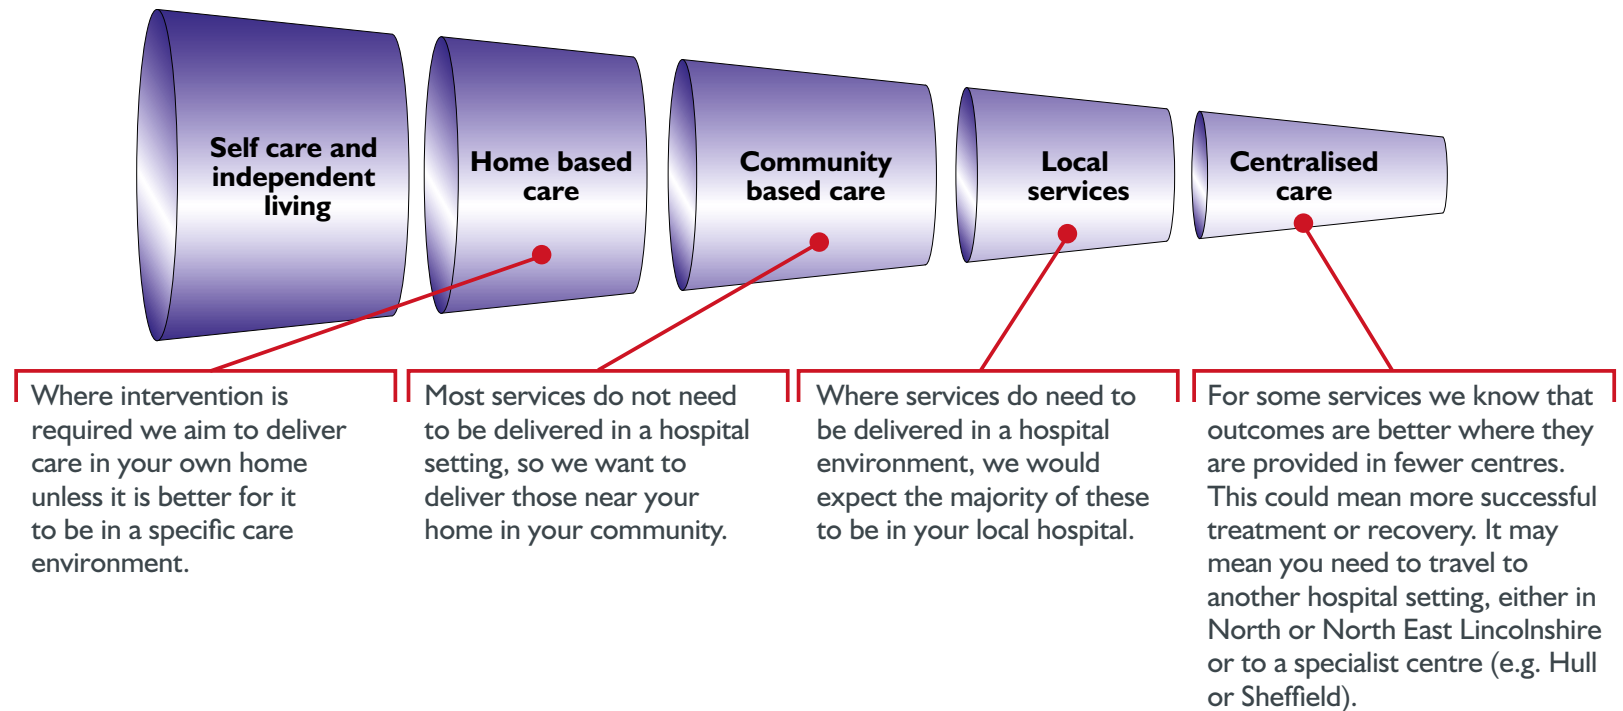 Self care and
independent
living
Home based
care
Community
based care
Local
services
Centralised
care
Where intervention is
required we aim to deliver
care in your own home
unless it is better for it
to be in a specific care
environment.
Most services do not need
to be delivered in a hospital
setting, so we want to
deliver those near your
home in your community.
Where services do need to
be delivered in a hospital
environment, we would
expect the majority of these
to be in your local hospital.
For some services we know that
outcomes are better where they
are provided in fewer centres.
This could mean more successful
treatment or recovery. It may
mean you need to travel to
another hospital setting, either in
North or North East Lincolnshire
or to a specialist centre (e.g. Hull
or Sheffield).